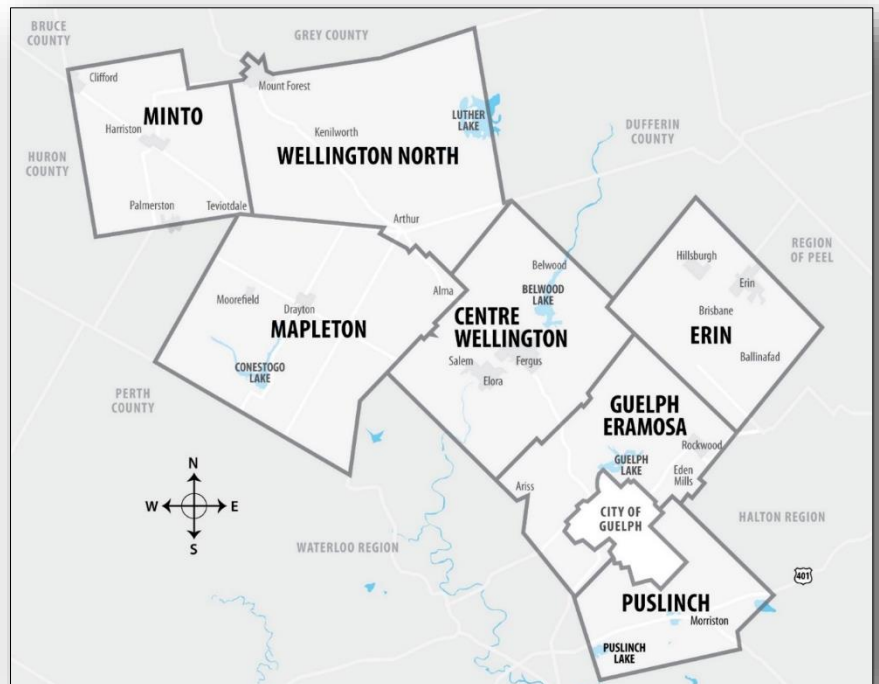 BRUCE
COUNTY
GREY COUNTY
Clifford
Mount Forest
MINTO
LUTHER
LAKE
Harriston
Kenilworth
DUFFERIN
COUNTY
WELLINGTON NORTH
HURON
COUNTY
Palmerston
Teviotdale
Arthur
REGION
OF PEEL
Hillsburgh
Belwood
Erin
Alma
BELWOOD
LAKE
Moorefield
Drayton
Brisbane
MAPLETON
CENTRE
WELLINGTON
ERIN
Ballinafad
Salem
Fergus
CONESTOGO
LAKE
Elora
PERTH
COUNTY
GUELPH
ERAMOSA
Rockwood
GUELPH
LAKE
N
Eden
Mills
Ariss
W
E
CITY OF
GUELPH
HALTON REGION
S
WATERLOO REGION
401
PUSLINCH
Morriston
PUSLINCH
LAKE